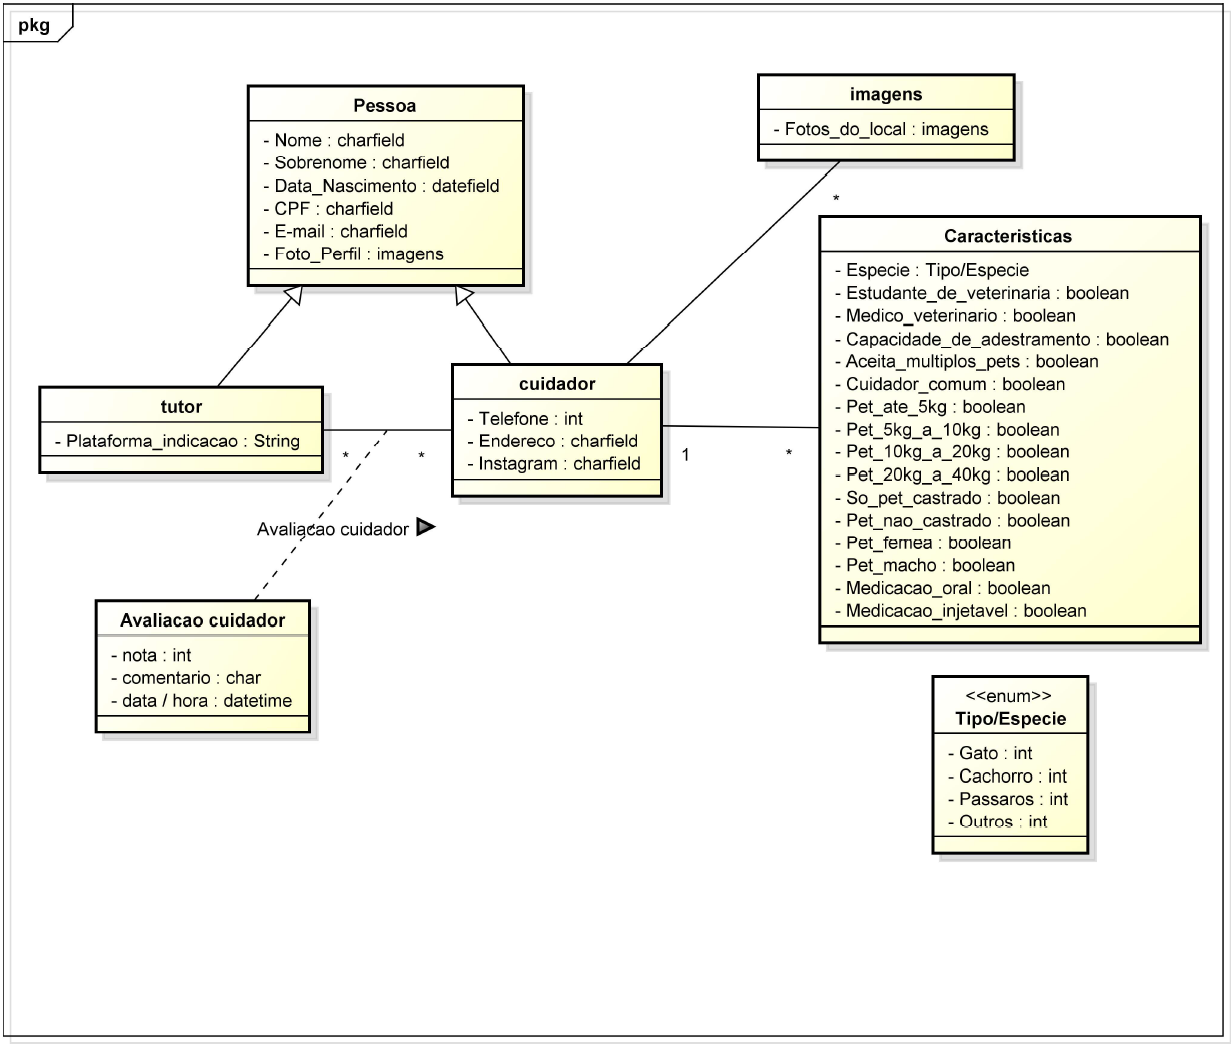 pkg
Pessoa
- Nome : charfield
- Sobrenome : charfield
- Data_Nascimento : datefield
- CPF : charfield
- E-mail : charfield
- Foto_Perfil : imagens
imagens
- Fotos_do_local : imagens
*
Caracteristicas
- Especie : Tipo/Especie
- Estudante_de_veterinaria : boolean
- Medico_veterinario : boolean
- Capacidade_de_adestramento : boolean
- Aceita_multiplos_pets : boolean
- Cuidador_comum : boolean
- Pet_ate_5kg : boolean
- Pet_5kg_a_10kg : boolean
- Pet_10kg_a_20kg : boolean
- Pet_20kg_a_40kg : boolean
- So_pet_castrado : boolean
- Pet_nao_castrado : boolean
- Pet_femea : boolean
- Pet_macho : boolean
- Medicacao_oral : boolean
- Medicacao_injetavel : boolean
tutor
- Plataforma_indicacao : String
* *
cuidador
- Telefone : int
- Endereco : charfield
- Instagram : charfield
1 *
Avaliacao cuidador
Avaliacao cuidador
- nota : int
- comentario : char
- data / hora : datetime
<<enum>>
Tipo/Especie
- Gato : int
- Cachorro : int
- Passaros : int
- Outros : int